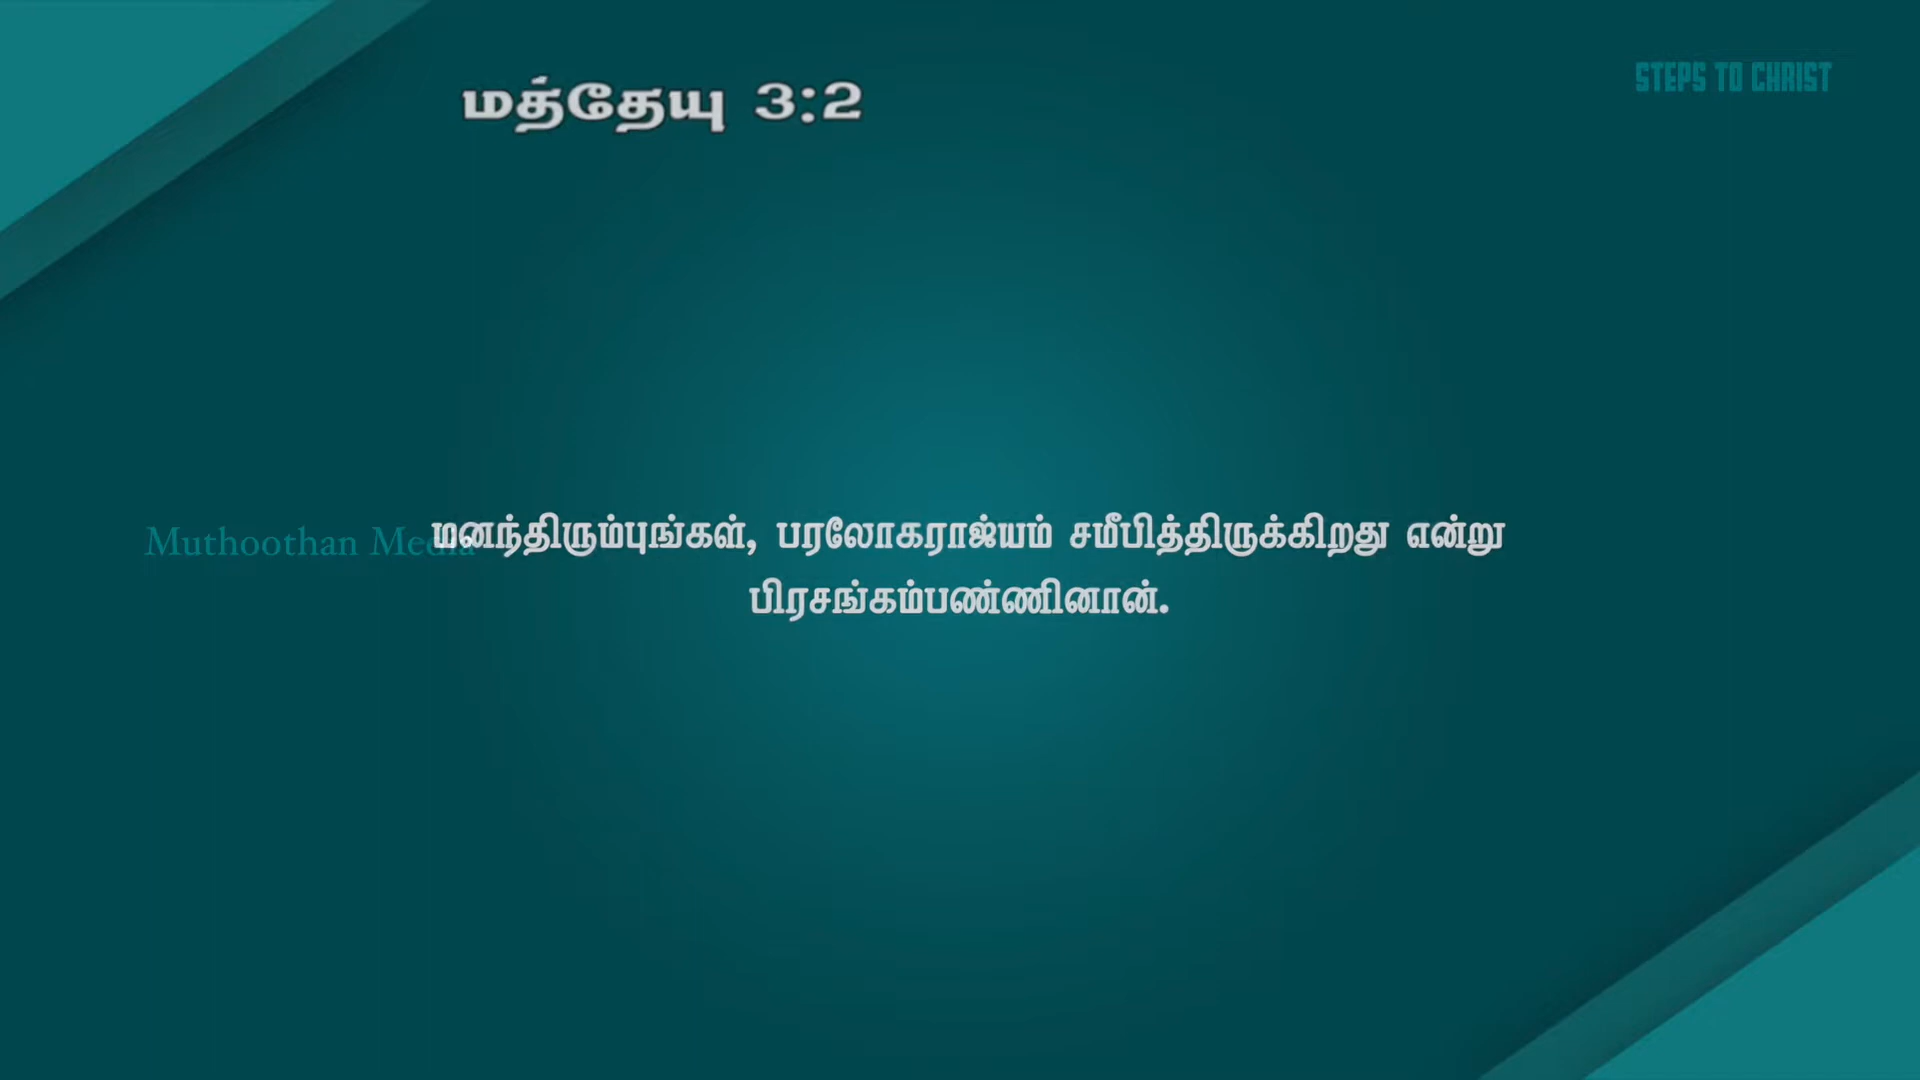 மத்தேயு 3:2
STEPS TO CHRIST
Muthoothan Media
மனந்திரும்புங்கள், பரலோகராஜ்யம் சமீபித்திருக்கிறது என்று
பிரசங்கம்பண்ணினான்.